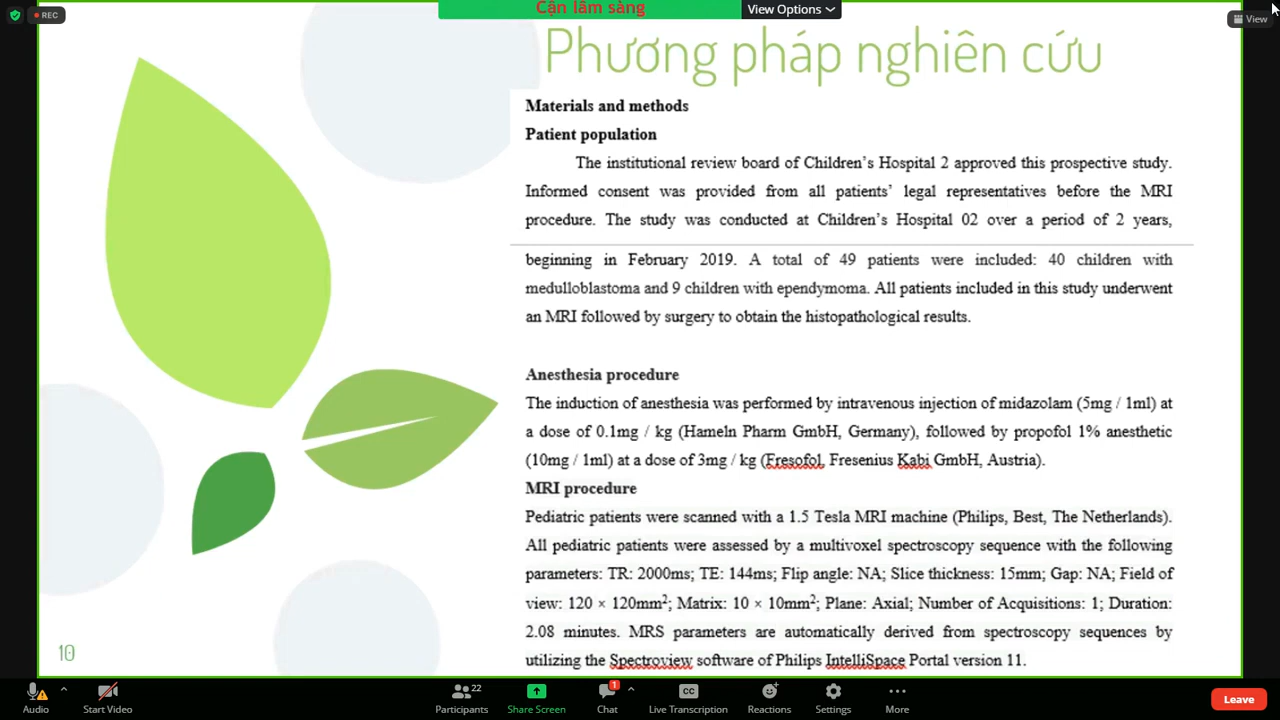 REC
Cận lâm sàng
View Options
View
Phương pháp nghiên cứu
Materials and methods
Patient population
The institutional review board of Children's Hospital 2 approved this prospective study.
Informed consent was provided from all patients' legal representatives before the MRI
procedure. The study was conducted at Children's Hospital 02 over a period of 2 years,
beginning in February 2019. A total of 49 patients were included: 40 children with
medulloblastoma and 9 children with ependymoma. All patients included in this study underwent
an MRI followed by surgery to obtain the histopathological results.
Anesthesia procedure
The induction of anesthesia was performed by intravenous injection of midazolam (5mg / 1ml) at
a dose of 0.1mg / kg (Hameln Pharm GmbH, Germany), followed by propofol 1% anesthetic
(10mg / 1ml) at a dose of 3mg / kg (Fresofol, Fresenius Kabi GmbH, Austria).
MRI procedure
Pediatric patients were scanned with a 1.5 Tesla MRI machine (Philips, Best, The Netherlands).
All pediatric patients were assessed by a multivoxel spectroscopy sequence with the following
parameters: TR: 2000ms; TE: 144ms; Flip angle: NA; Slice thickness: 15mm; Gap: NA; Field of
view: 120 × 120mm²; Matrix: 10 × 10mm²; Plane: Axial; Number of Acquisitions: 1; Duration:
2.08 minutes. MRS parameters are automatically derived from spectroscopy sequences by
utilizing the Spectroview software of Philips IntelliSpace Portal version 11.
10
Audio
Start Video
Participants 22
Share Screen
Chat 1
CC
Live Transcription
Reactions
Settings
More
Leave